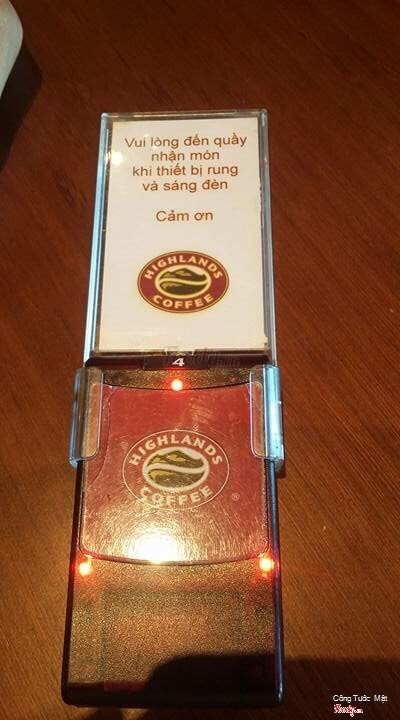 Vui lòng đến quầy
nhận món
khi thiết bị rung
và sáng đèn
Cảm ơn
HIGHLANDS
COFFEE
4
HIGHLANDS
COFFEE
®
Công Tước Mật